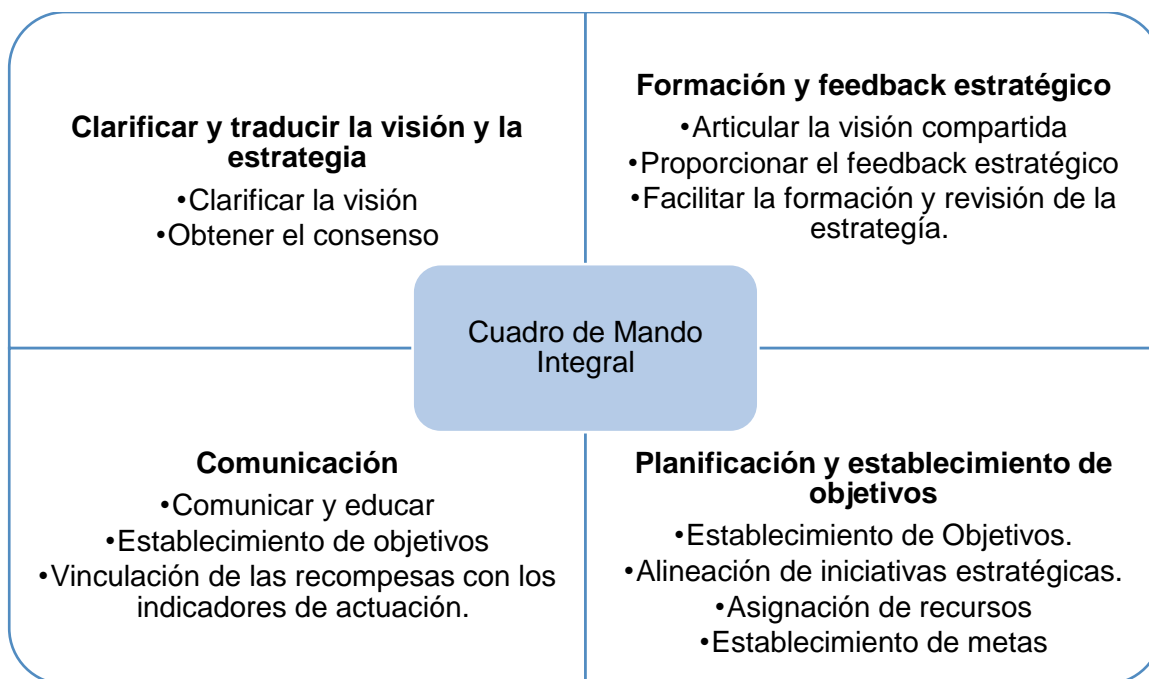 Clarificar y traducir la visión y la
estrategia
•Clarificar la visión
•Obtener el consenso
Formación y feedback estratégico
•Articular la visión compartida
•Proporcionar el feedback estratégico
•Facilitar la formación y revisión de la
estrategía.
Cuadro de Mando
Integral
Comunicación
•Comunicar y educar
•Establecimiento de objetivos
•Vinculación de las recompesas con los
indicadores de actuación.
Planificación y establecimiento de
objetivos
•Establecimiento de Objetivos.
•Alineación de iniciativas estratégicas.
•Asignación de recursos
•Establecimiento de metas